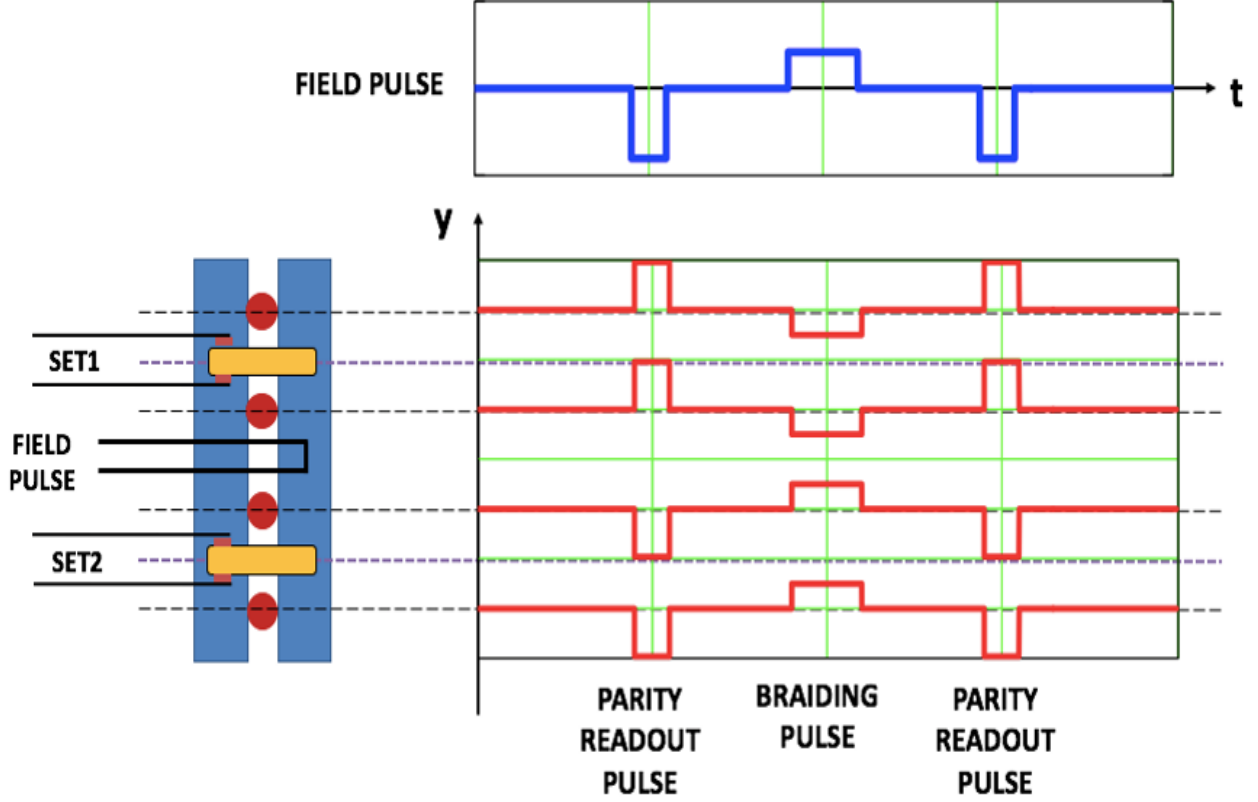 FIELD PULSE
t
y
SET1
FIELD
PULSE
SET2
PARITY
READOUT
PULSE
BRAIDING
PULSE
PARITY
READOUT
PULSE